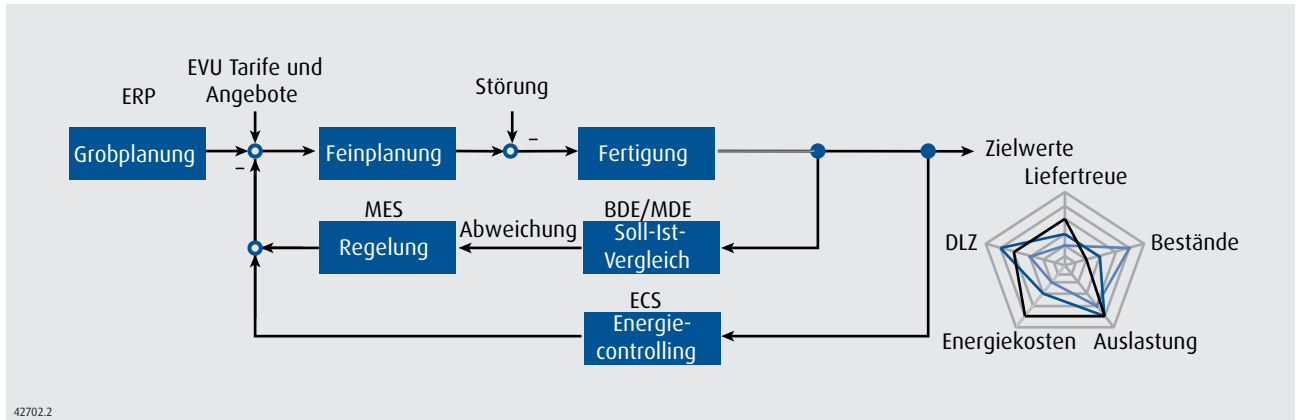 ERP
EVU Tarife und
Angebote
Störung
Grobplanung
Feinplanung
Fertigung
–
–
Zielwerte
Liefertreue
MES
BDE/MDE
Regelung
Abweichung
Soll-Ist-
Vergleich
DLZ
Bestände
ECS
Energie-
controlling
Energiekosten
Auslastung
42702.2